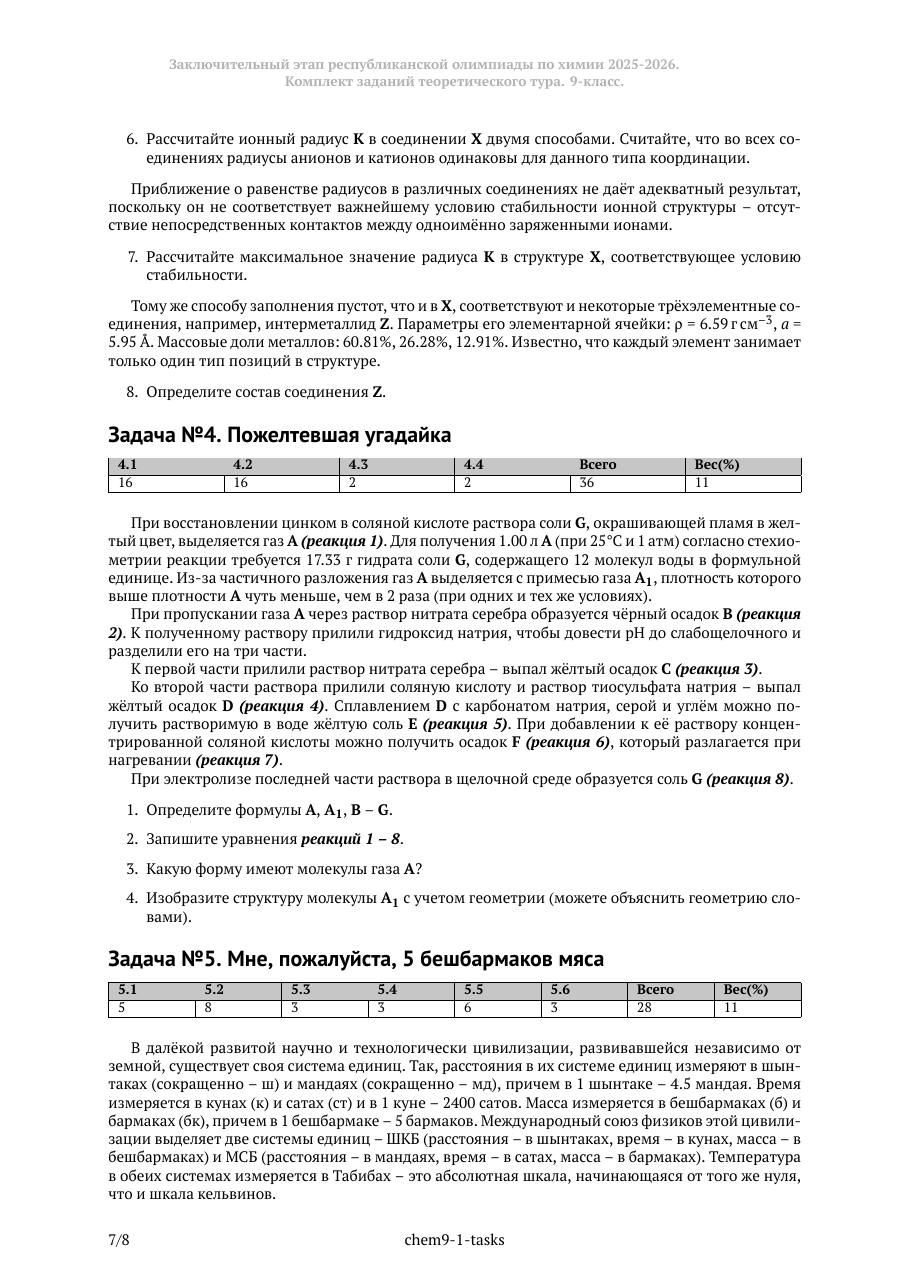 Заключительный этап республиканской олимпиады по химии 2025-2026.
Комплект заданий теоретического тура. 9-класс.
6. Рассчитайте ионный радиус K в соединении X двумя способами. Считайте, что во всех со-
единениях радиусы анионов и катионов одинаковы для данного типа координации.
Приближение о равенстве радиусов в различных соединениях не даёт адекватный результат,
поскольку он не соответствует важнейшему условию стабильности ионной структуры – отсут-
ствие непосредственных контактов между одноимённо заряженными ионами.
7. Рассчитайте максимальное значение радиуса K в структуре X, соответствующее условию
стабильности.
Тому же способу заполнения пустот, что и в X, соответствуют и некоторые трёхэлементные со-
единения, например, интерметаллид Z. Параметры его элементарной ячейки: ρ = 6.59 г см⁻³, a =
5.95 Å. Массовые доли металлов: 60.81%, 26.28%, 12.91%. Известно, что каждый элемент занимает
только один тип позиций в структуре.
8. Определите состав соединения Z.
Задача №4. Пожелтевшая угадайка
4.1 4.2 4.3 4.4 Всего Вес(%)
16 16 2 2 36 11
При восстановлении цинком в соляной кислоте раствора соли G, окрашивающей пламя в жел-
тый цвет, выделяется газ A (реакция 1). Для получения 1.00 л A (при 25°C и 1 атм) согласно стехио-
метрии реакции требуется 17.33 г гидрата соли G, содержащего 12 молекул воды в формульной
единице. Из-за частичного разложения газ A выделяется с примесью газа A₁, плотность которого
выше плотности A чуть меньше, чем в 2 раза (при одних и тех же условиях).
При пропускании газа A через раствор нитрата серебра образуется чёрный осадок B (реакция
2). К полученному раствору прилили гидроксид натрия, чтобы довести pH до слабощелочного и
разделили его на три части.
К первой части прилили раствор нитрата серебра – выпал жёлтый осадок C (реакция 3).
Ко второй части раствора прилили соляную кислоту и раствор тиосульфата натрия – выпал
жёлтый осадок D (реакция 4). Сплавлением D с карбонатом натрия, серой и углём можно по-
лучить растворимую в воде жёлтую соль E (реакция 5). При добавлении к её раствору концен-
трированной соляной кислоты можно получить осадок F (реакция 6), который разлагается при
нагревании (реакция 7).
При электролизе последней части раствора в щелочной среде образуется соль G (реакция 8).
1. Определите формулы A, A₁, B – G.
2. Запишите уравнения реакций 1 – 8.
3. Какую форму имеют молекулы газа A?
4. Изобразите структуру молекулы A₁ с учетом геометрии (можете объяснить геометрию сло-
вами).
Задача №5. Мне, пожалуйста, 5 бешбармаков мяса
5.1 5.2 5.3 5.4 5.5 5.6 Всего Вес(%)
5 8 3 3 6 3 28 11
В далёкой развитой научно и технологически цивилизации, развивавшейся независимо от
земной, существует своя система единиц. Так, расстояния в их системе единиц измеряют в шын-
таках (сокращенно – ш) и мандаях (сокращенно – мд), причем в 1 шынтаке – 4.5 мандая. Время
измеряется в кунах (к) и сатах (ст) и в 1 куне – 2400 сатов. Масса измеряется в бешбармаках (б) и
бармаках (бк), причем в 1 бешбармаке – 5 бармаков. Международный союз физиков этой цивили-
зации выделяет две системы единиц – ШКБ (расстояния – в шынтаках, время – в кунах, масса – в
бешбармаках) и МСБ (расстояния – в мандаях, время – в сатах, масса – в бармаках). Температура
в обеих системах измеряется в Табибах – это абсолютная шкала, начинающаяся от того же нуля,
что и шкала кельвинов.
7/8 chem9-1-tasks